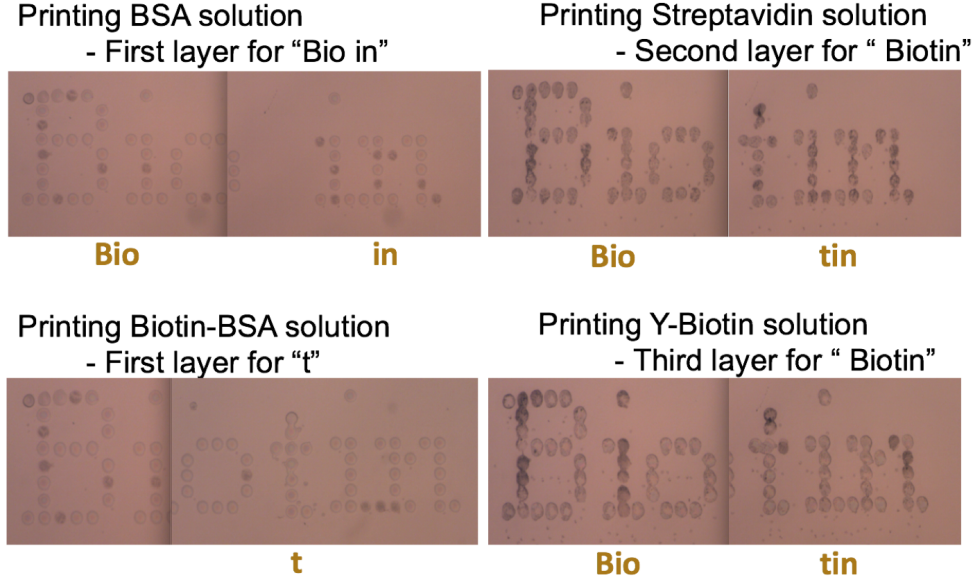 Printing BSA solution
- First layer for “Bio in”
Bio in
Printing Streptavidin solution
- Second layer for “ Biotin”
Bio tin
Printing Biotin-BSA solution
- First layer for “t”
t
Printing Y-Biotin solution
- Third layer for “ Biotin”
Bio tin